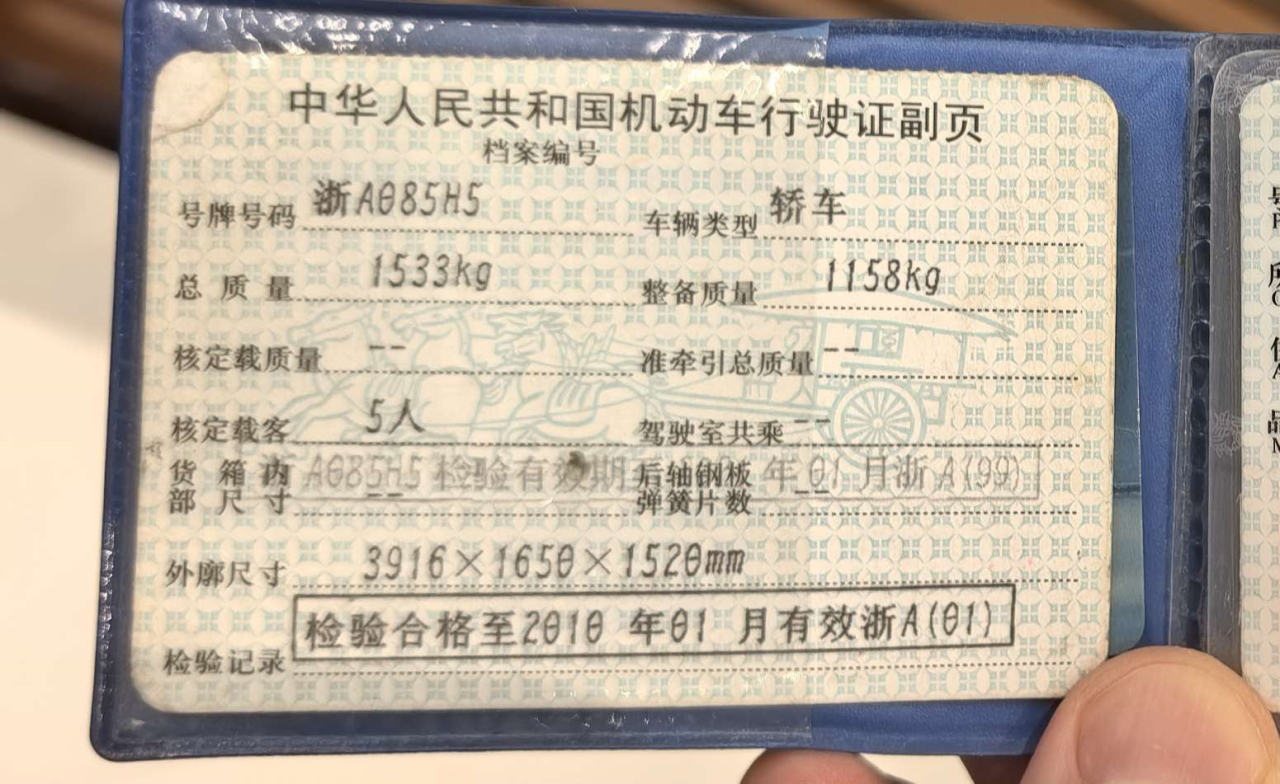 中华人民共和国机动车行驶证副页
档案编号
号牌号码 浙A085H5 车辆类型 轿车
总质量 1533kg 整备质量 1158kg
核定载质量 -- 准牵引总质量 --
核定载客 5人 驾驶室共乘 --
A085H5 检验有效期 年01月浙A(99)
货箱内部尺寸 -- 后轴钢板弹簧片数 --
外廓尺寸 3916×1650×1520mm
检验记录 检验合格至2010 年01 月有效浙A(01)